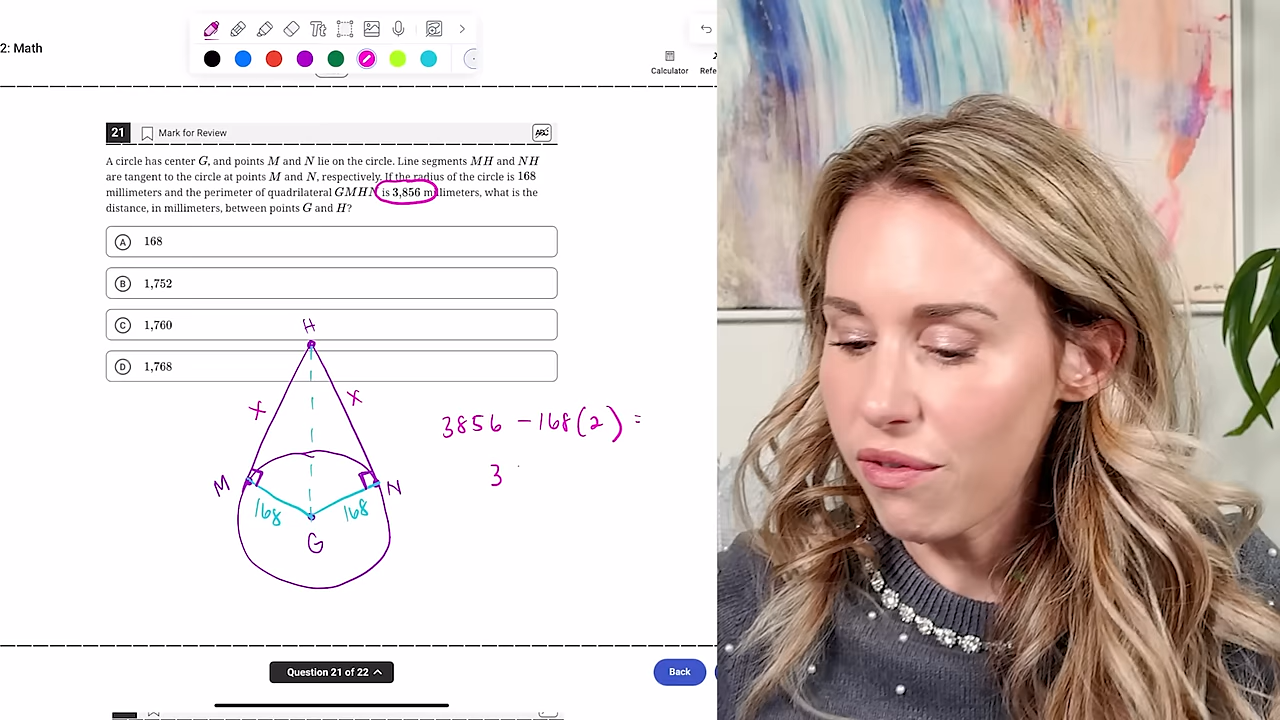 2: Math
Tt
Calculator
Refe
21 Mark for Review ABC
A circle has center G, and points M and N lie on the circle. Line segments MH and NH
are tangent to the circle at points M and N, respectively. If the radius of the circle is 168
millimeters and the perimeter of quadrilateral GMHN is 3,856 millimeters, what is the
distance, in millimeters, between points G and H?
A 168
B 1,752
C 1,760
D 1,768
H
x x
3856 - 168(2) =
3
M N
168 168
G
Question 21 of 22
Back